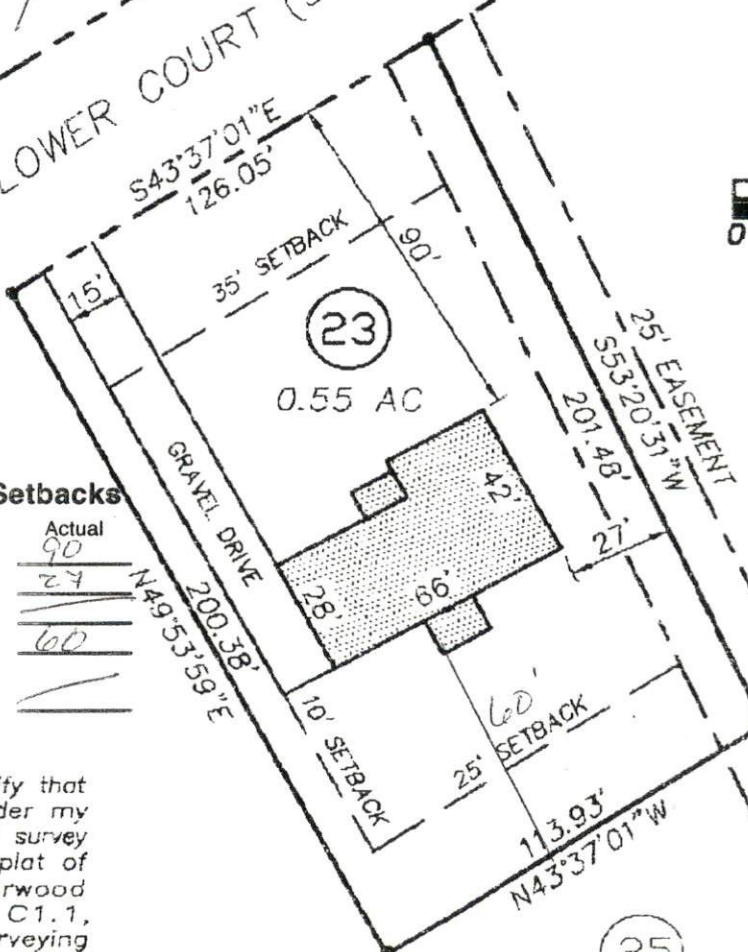 LOWER COURT
S43°37'01"E
126.05'
15'
35' SETBACK
90'
0
23
0.55 AC
25' EASEMENT
S53°20'31"W
201.48'
GRAVEL DRIVE
42'
27'
28'
66'
Setbacks
Actual
90
27
60
N49°53'59"E
200.38'
10' SETBACK
60'
25' SETBACK
113.93'
N43°37'01"W
25
ify that
der my
survey
plat of
rwood
C1.1,
rveying